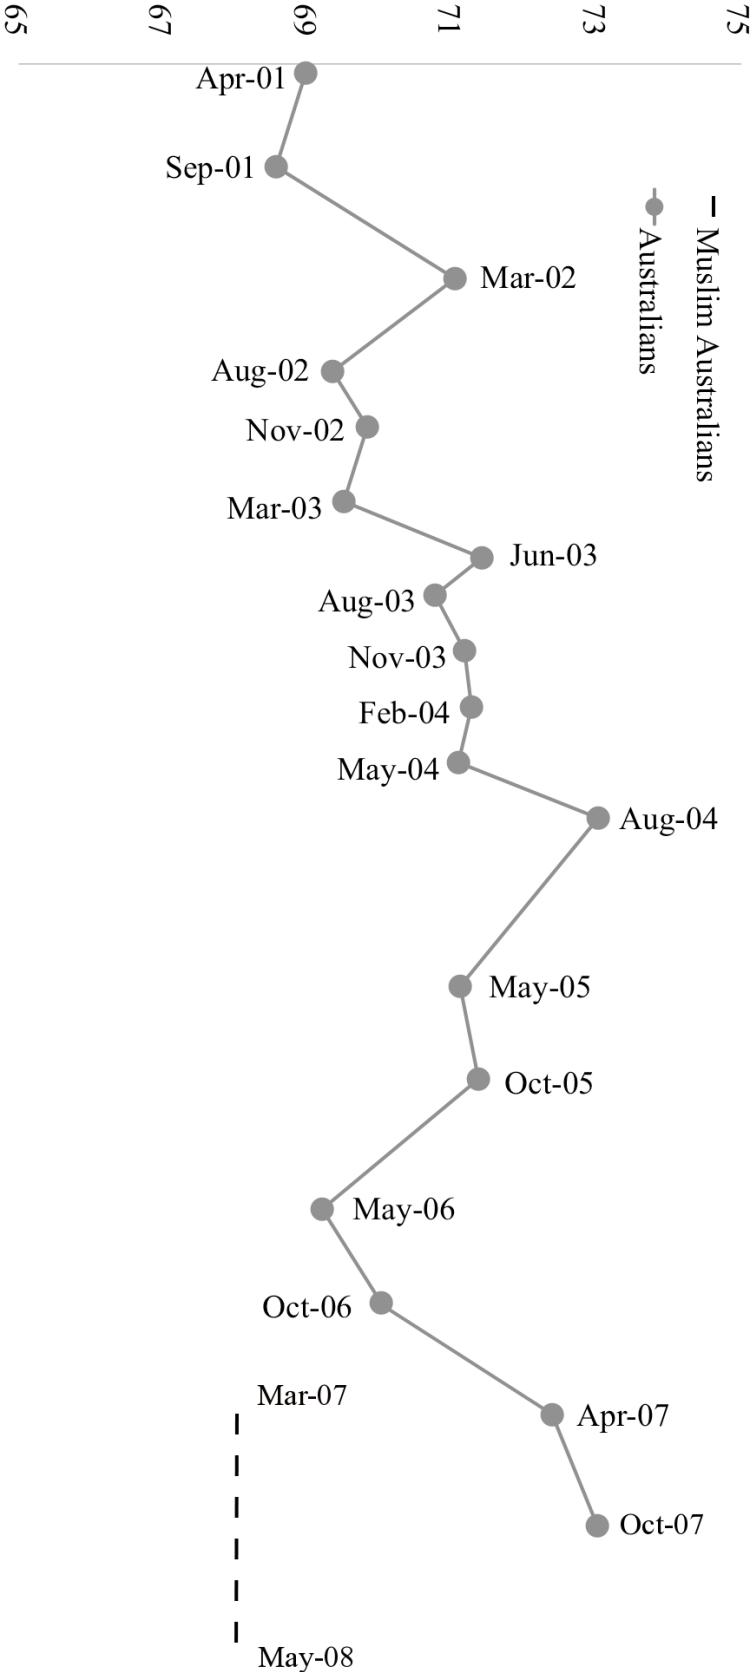 65
67
69
71
73
75
Muslim Australians
Australians
Apr-01
Sep-01
Mar-02
Aug-02
Nov-02
Mar-03
Jun-03
Aug-03
Nov-03
Feb-04
May-04
Aug-04
May-05
Oct-05
May-06
Oct-06
Mar-07
Apr-07
Oct-07
May-08